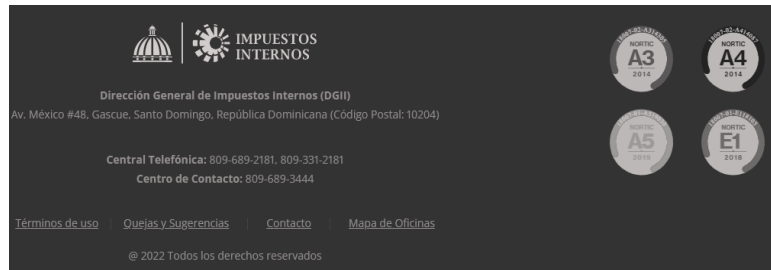 IMPUESTOS
INTERNOS
Dirección General de Impuestos Internos (DGII)
Av. México #48, Gascue, Santo Domingo, República Dominicana (Código Postal: 10204)
Central Telefónica: 809-689-2181, 809-331-2181
Centro de Contacto: 809-689-3444
Términos de uso | Quejas y Sugerencias | Contacto | Mapa de Oficinas
@ 2022 Todos los derechos reservados
NORTIC
A3
2014
NORTIC
A4
2014
NORTIC
A5
NORTIC
E1
2018